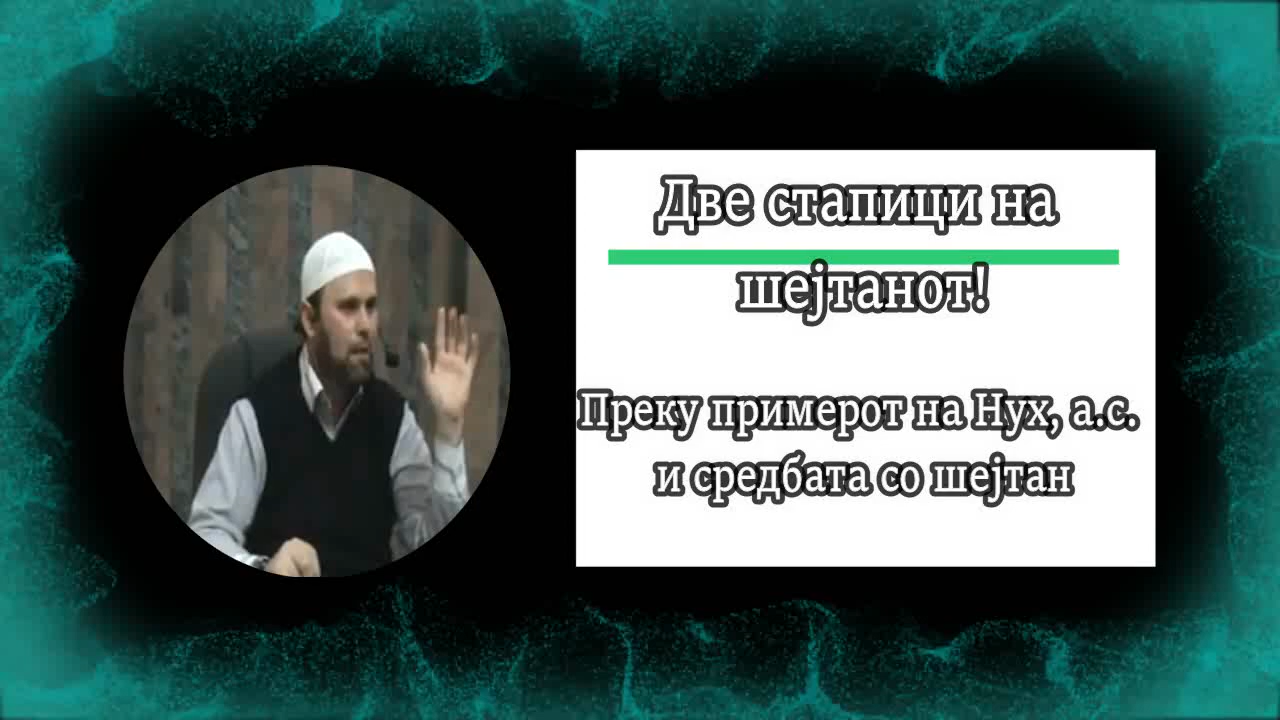 Две стапици на
шејтанот!
Преку примерот на Нух, а.с.
и средбата со шејтан